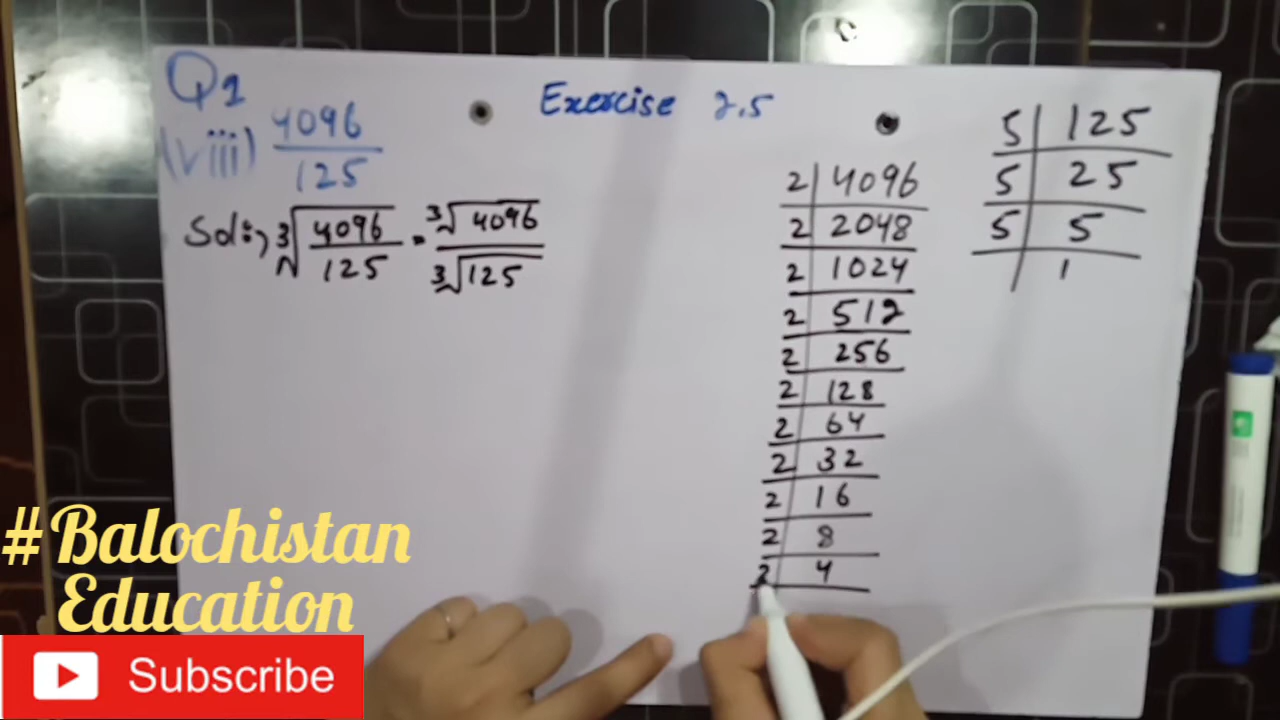 Q1
Exercise 2.5
(viii) 4096/125
Sol:, ∛(4096/125) = ∛4096/∛125
2 | 4096
2 | 2048
2 | 1024
2 | 512
2 | 256
2 | 128
2 | 64
2 | 32
2 | 16
2 | 8
2 | 4
5 | 125
5 | 25
5 | 5
1
#Balochistan
Education
Subscribe